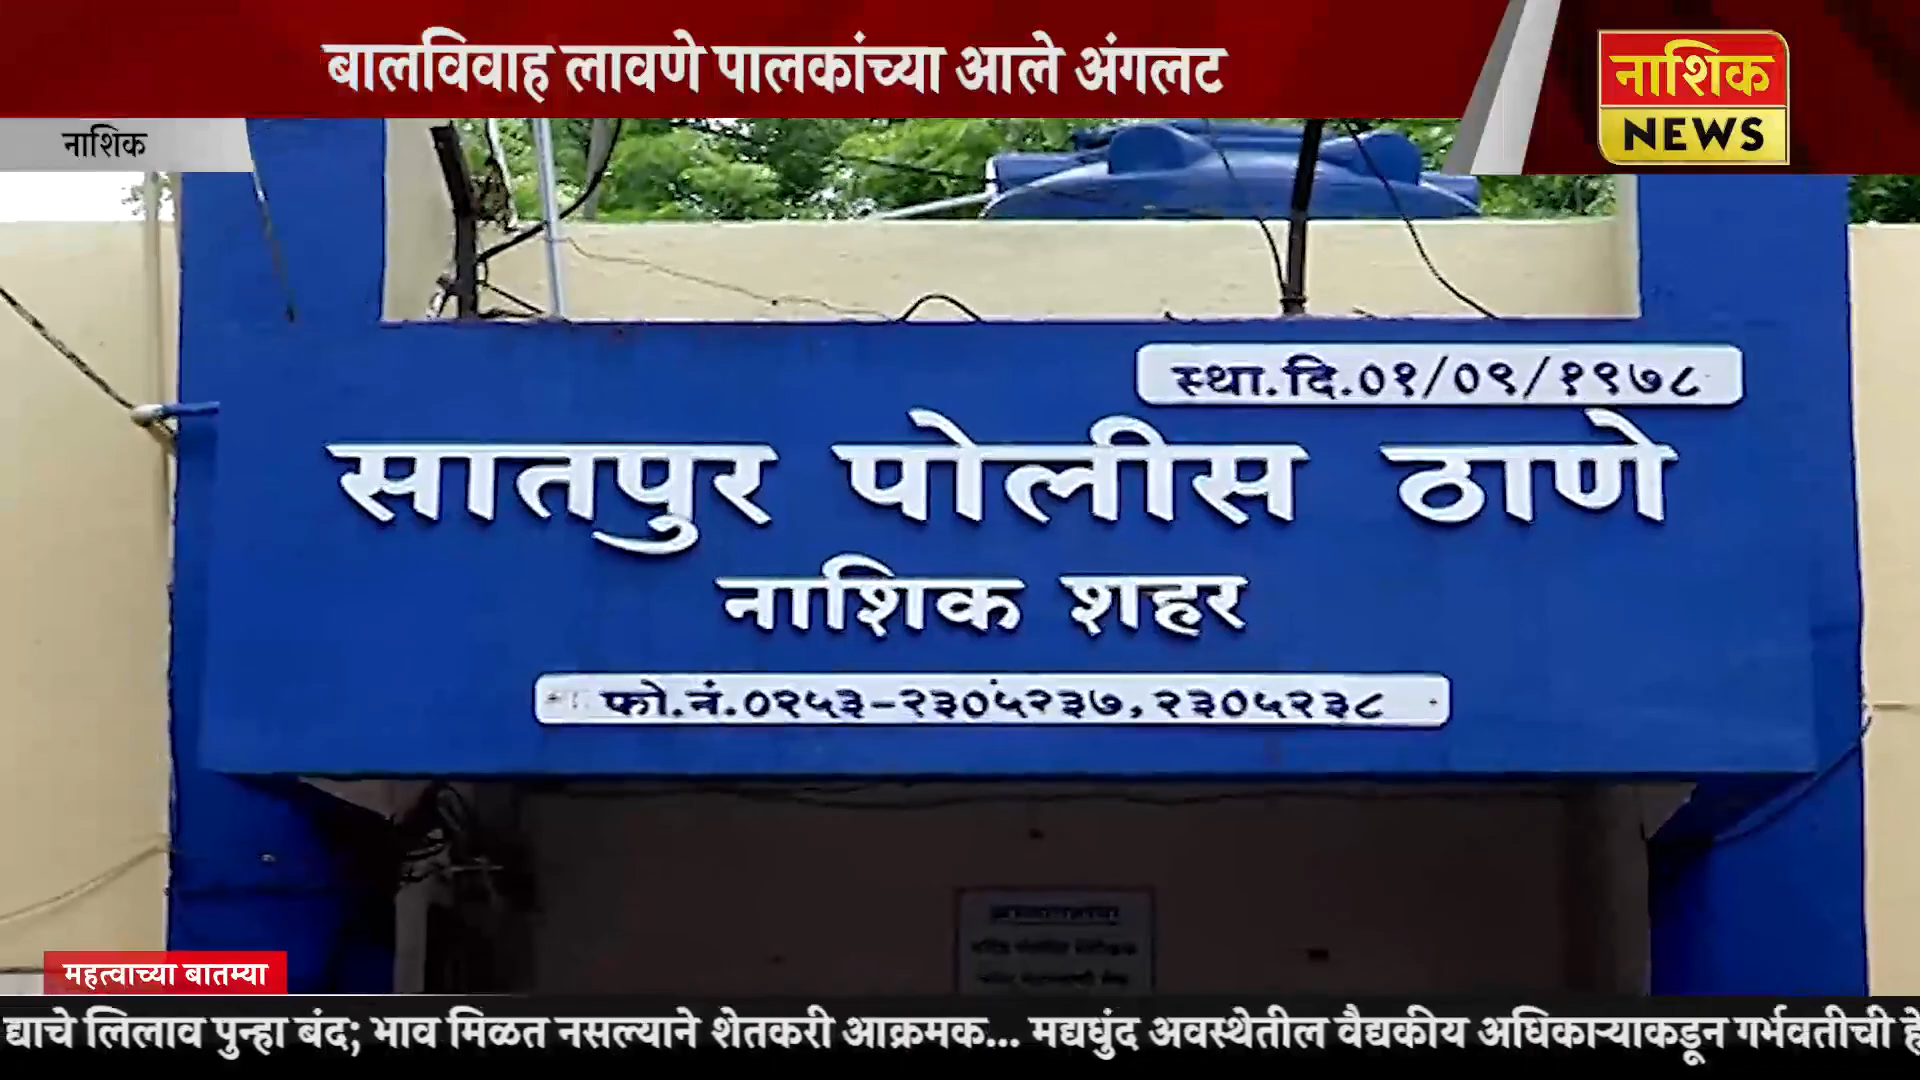 बालविवाह लावणे पालकांच्या आले अंगलट
नाशिक
NEWS
नाशिक
स्था.दि.०१/०९/१९७८
सातपुर पोलीस ठाणे
नाशिक शहर
फो.नं.०२५३-२३०५२३७,२३०५२३८
महत्वाच्या बातम्या
द्याचे लिलाव पुन्हा बंद; भाव मिळत नसल्याने शेतकरी आक्रमक... मद्यधुंद अवस्थेतील वैद्यकीय अधिकाऱ्याकडून गर्भवतीची हे